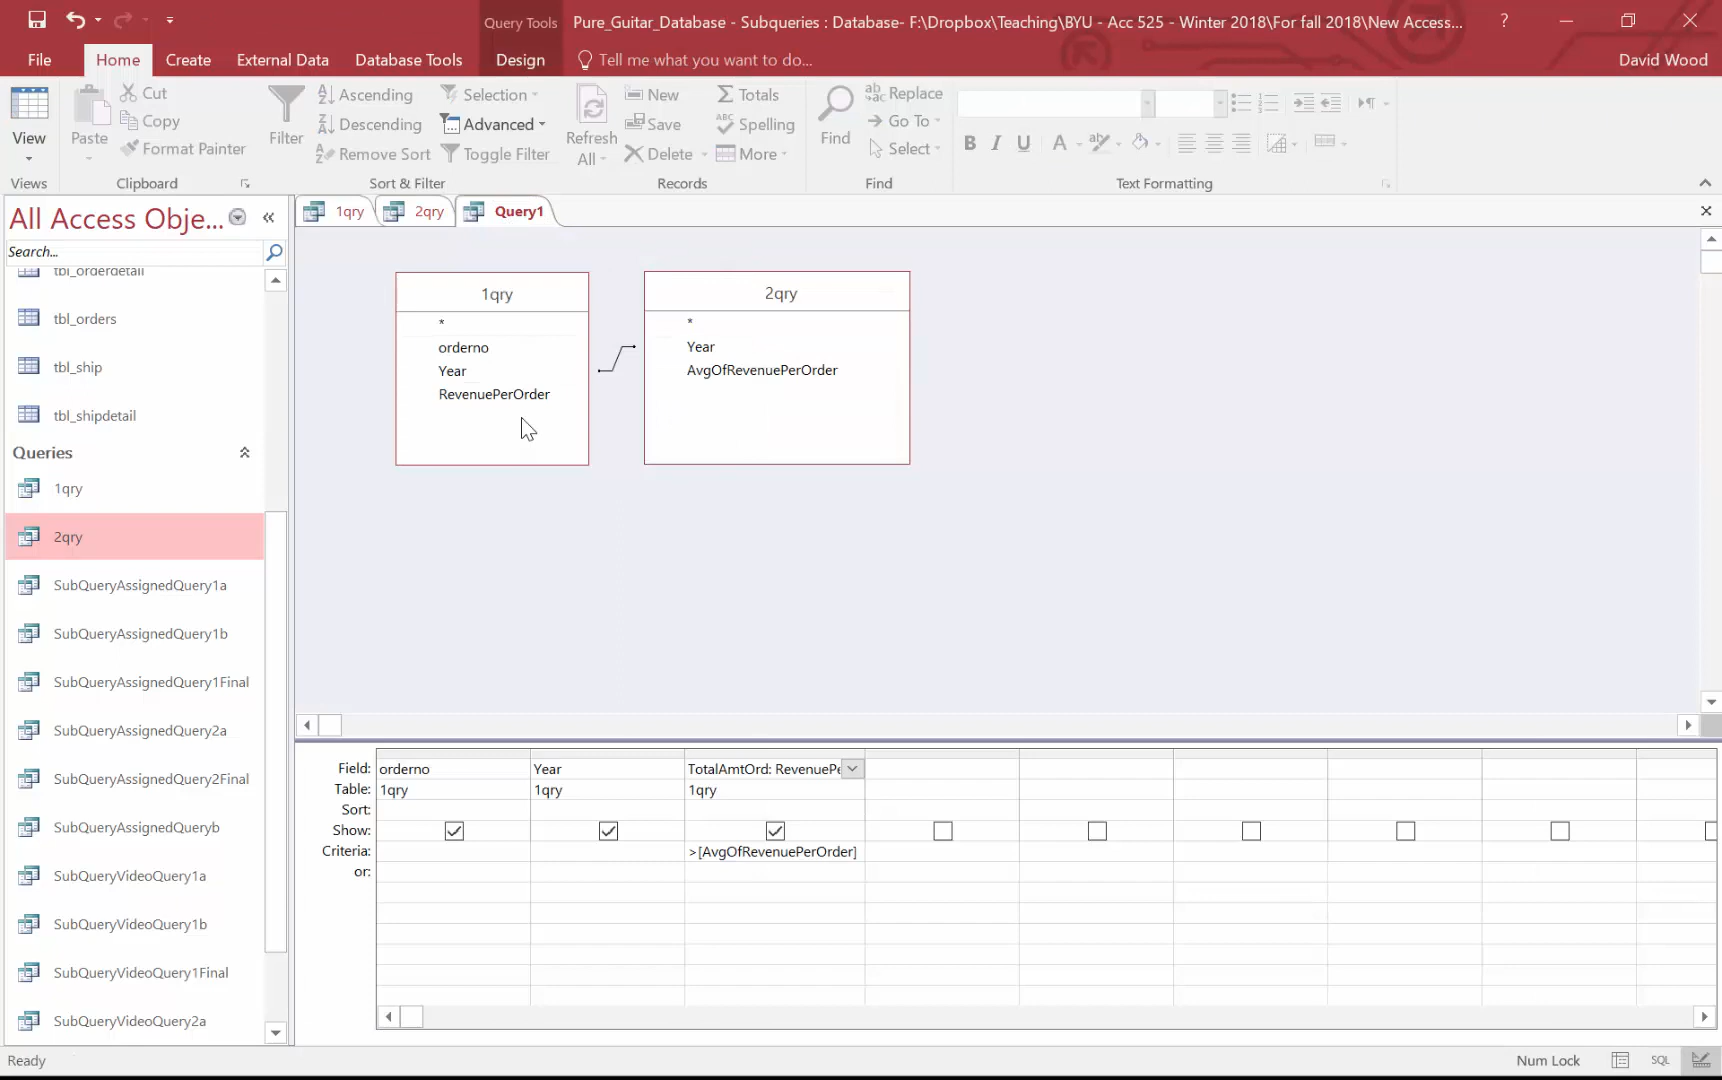 Query Tools
Pure_Guitar_Database - Subqueries : Database- F:\Dropbox\Teaching\BYU - Acc 525 - Winter 2018\For fall 2018\New Access...
?
File
Home
Create
External Data
Database Tools
Design
Tell me what you want to do...
David Wood
View
Paste
Cut
Copy
Format Painter
Filter
Ascending
Descending
Remove Sort
Selection
Advanced
Toggle Filter
Refresh
All
New
Save
Delete
Totals
Spelling
More
Find
Replace
Go To
Select
B I U A
Views
Clipboard
Sort & Filter
Records
Find
Text Formatting
All Access Obje...
Search...
tbl_orderdetail
tbl_orders
tbl_ship
tbl_shipdetail
Queries
1qry
2qry
SubQueryAssignedQuery1a
SubQueryAssignedQuery1b
SubQueryAssignedQuery1Final
SubQueryAssignedQuery2a
SubQueryAssignedQuery2Final
SubQueryAssignedQueryb
SubQueryVideoQuery1a
SubQueryVideoQuery1b
SubQueryVideoQuery1Final
SubQueryVideoQuery2a
1qry
2qry
Query1
1qry
*
orderno
Year
RevenuePerOrder
2qry
*
Year
AvgOfRevenuePerOrder
Field: orderno Year TotalAmtOrd: RevenuePe
Table: 1qry 1qry 1qry
Sort:
Show:
Criteria: >[AvgOfRevenuePerOrder]
or:
Ready
Num Lock
SQL